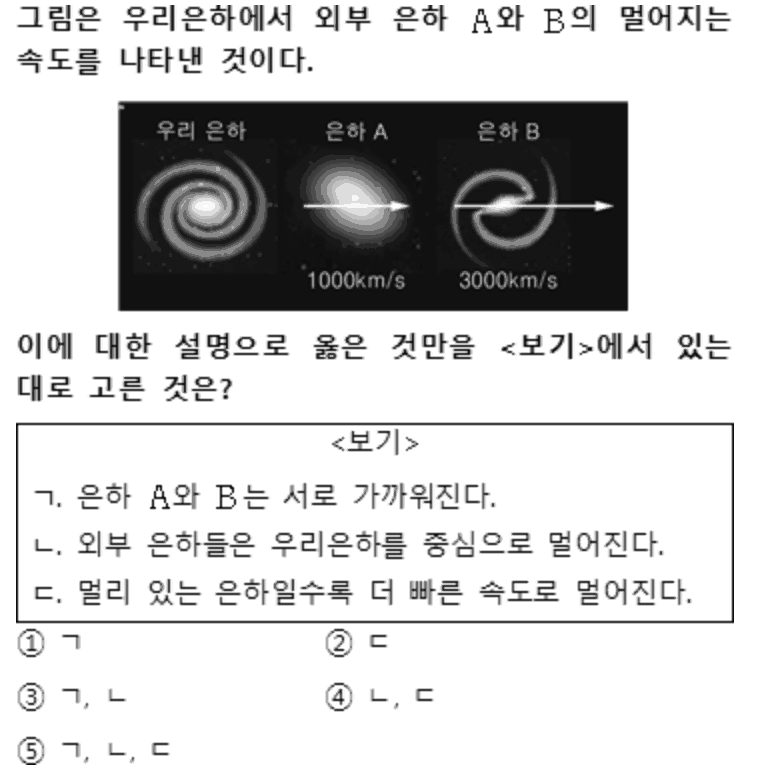 그림은 우리은하에서 외부 은하 A와 B의 멀어지는
속도를 나타낸 것이다.
우리 은하 은하 A 은하 B
1000km/s 3000km/s
이에 대한 설명으로 옳은 것만을 <보기>에서 있는
대로 고른 것은?
<보기>
ㄱ. 은하 A와 B는 서로 가까워진다.
ㄴ. 외부 은하들은 우리은하를 중심으로 멀어진다.
ㄷ. 멀리 있는 은하일수록 더 빠른 속도로 멀어진다.
① ㄱ ② ㄷ
③ ㄱ, ㄴ ④ ㄴ, ㄷ
⑤ ㄱ, ㄴ, ㄷ